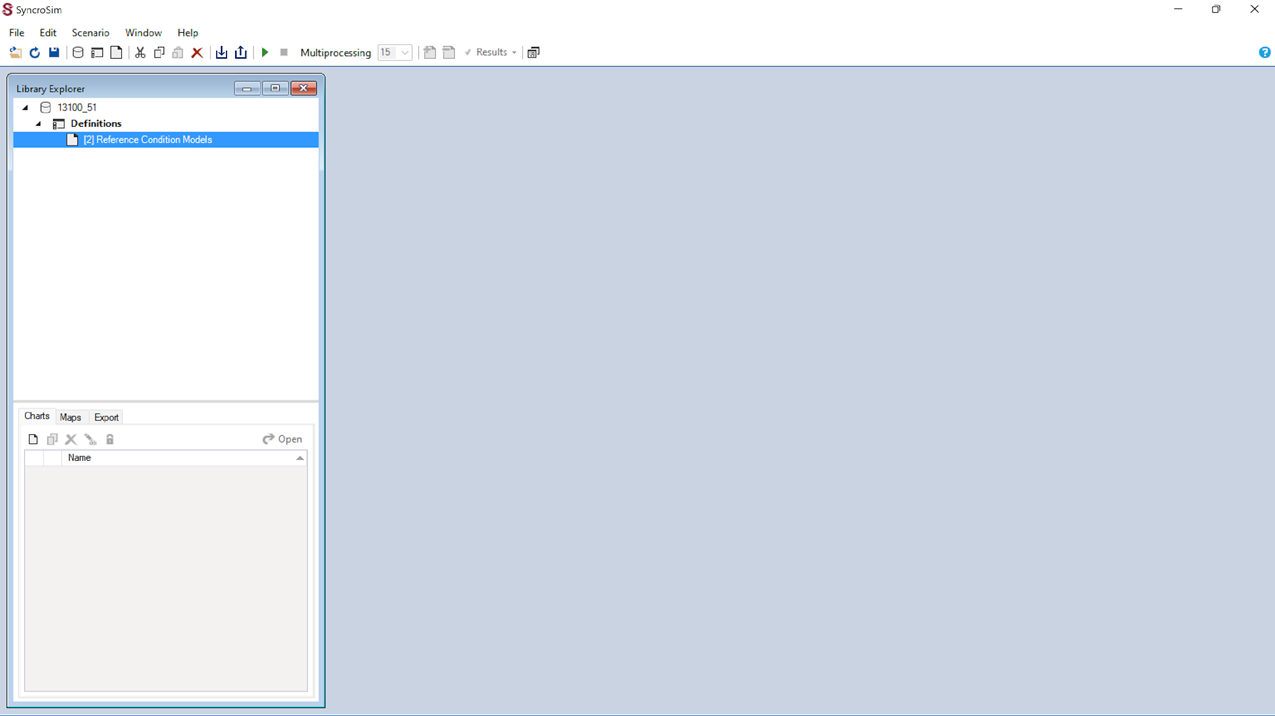 SyncroSim
File Edit Scenario Window Help
Multiprocessing 15 Results
Library Explorer
13100_51
Definitions
[2] Reference Condition Models
Charts Maps Export
Open
Name